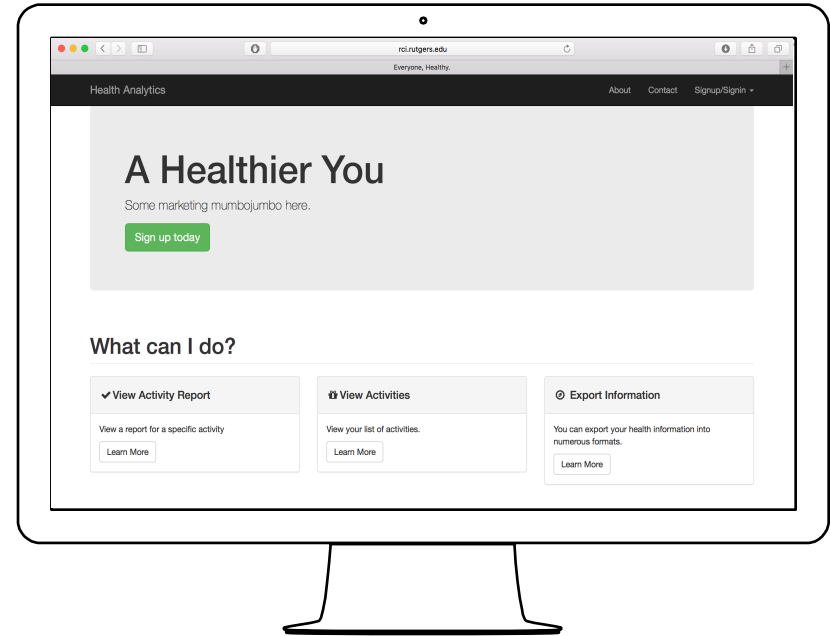 rci.rutgers.edu
Everyone, Healthy.
Health Analytics
About Contact Signup/Signin
A Healthier You
Some marketing mumbojumbo here.
Sign up today
What can I do?
View Activity Report
View a report for a specific activity
Learn More
View Activities
View your list of activities.
Learn More
Export Information
You can export your health information into
numerous formats.
Learn More